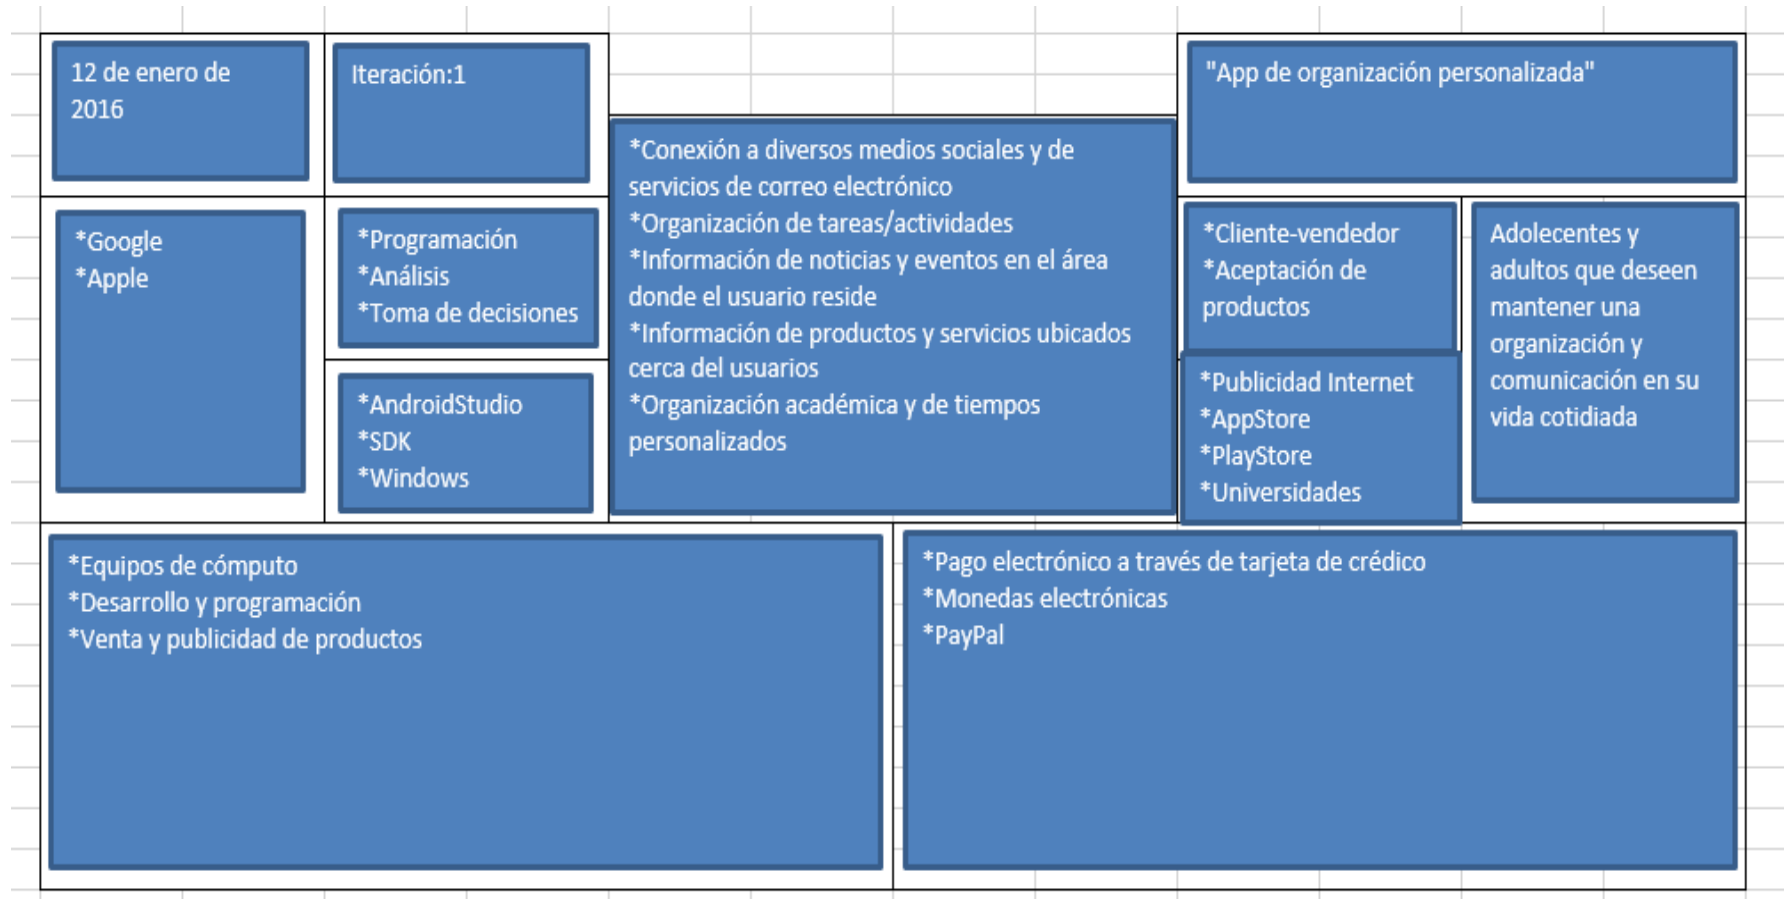 12 de enero de
2016
Iteración:1
"App de organización personalizada"
*Google
*Apple
*Programación
*Análisis
*Toma de decisiones
*AndroidStudio
*SDK
*Windows
*Conexión a diversos medios sociales y de
servicios de correo electrónico
*Organización de tareas/actividades
*Información de noticias y eventos en el área
donde el usuario reside
*Información de productos y servicios ubicados
cerca del usuarios
*Organización académica y de tiempos
personalizados
*Cliente-vendedor
*Aceptación de
productos
*Publicidad Internet
*AppStore
*PlayStore
*Universidades
Adolecentes y
adultos que deseen
mantener una
organización y
comunicación en su
vida cotidiada
*Equipos de cómputo
*Desarrollo y programación
*Venta y publicidad de productos
*Pago electrónico a través de tarjeta de crédico
*Monedas electrónicas
*PayPal